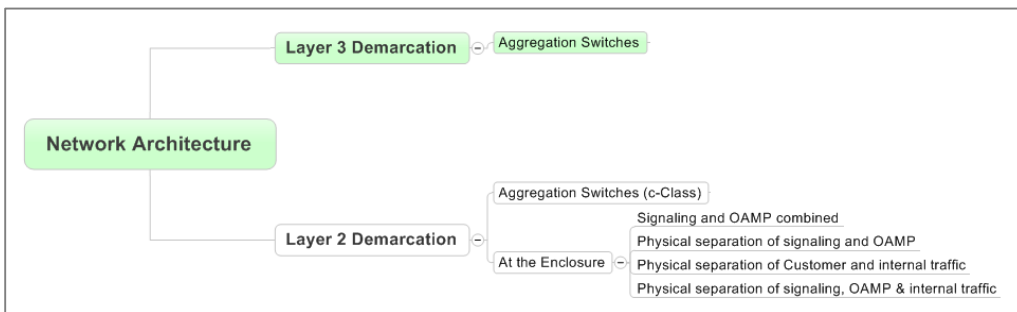 Network Architecture
Layer 3 Demarcation
Aggregation Switches
Layer 2 Demarcation
Aggregation Switches (c-Class)
At the Enclosure
Signaling and OAMP combined
Physical separation of signaling and OAMP
Physical separation of Customer and internal traffic
Physical separation of signaling, OAMP & internal traffic